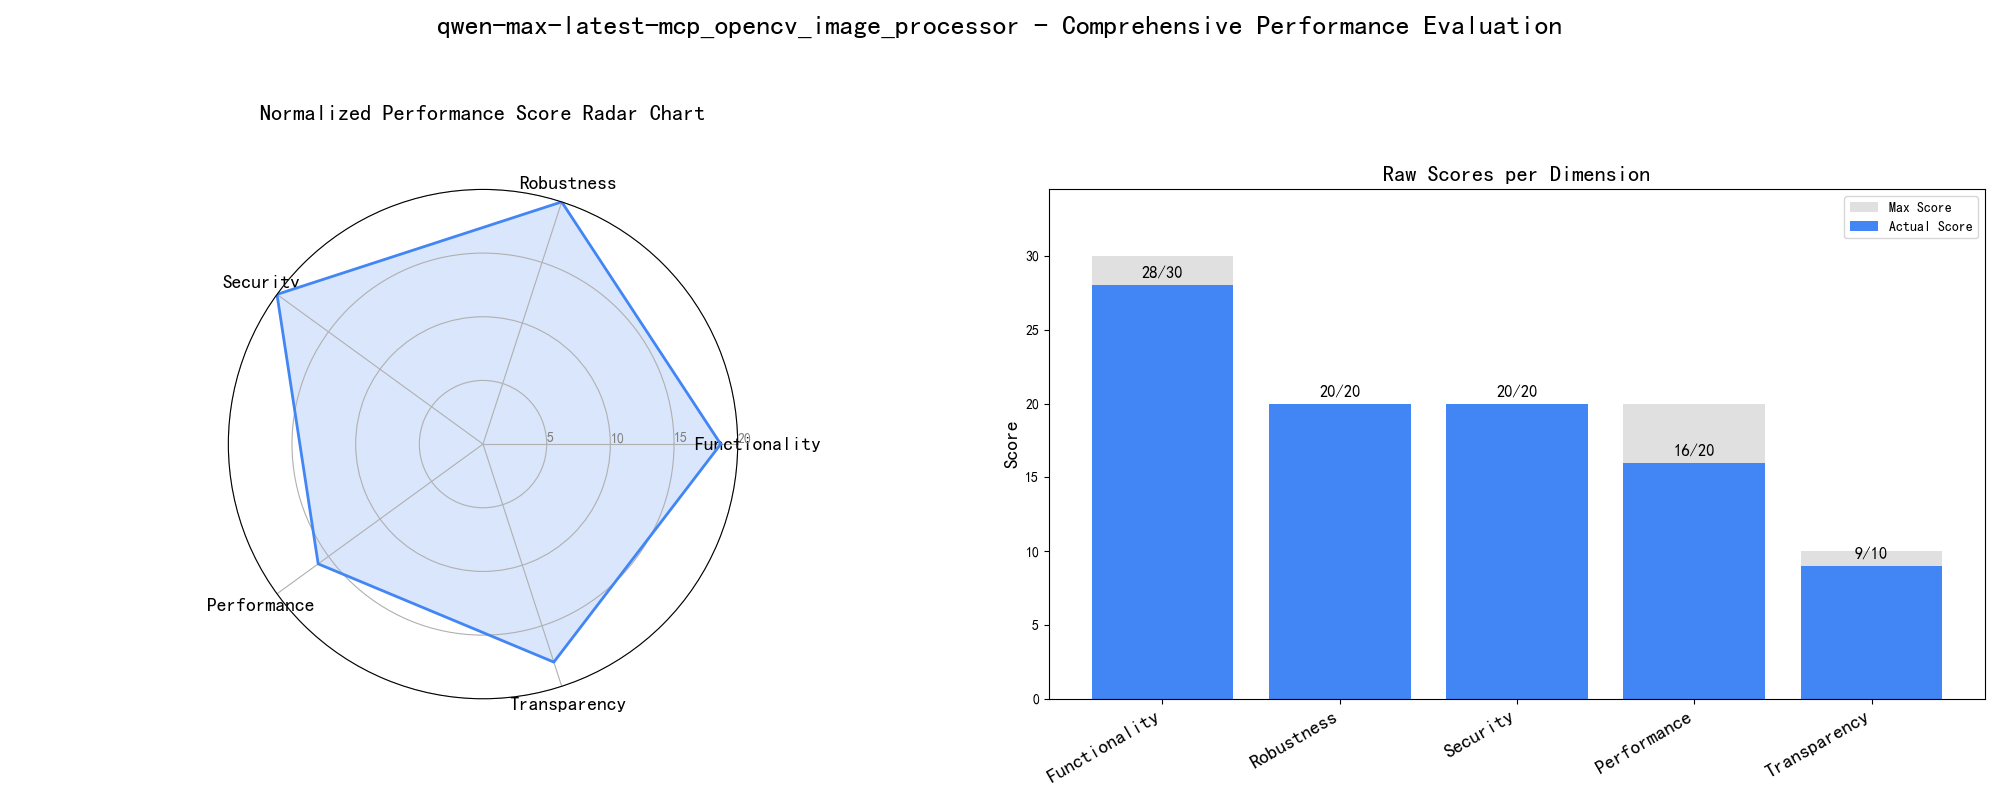 qwen-max-latest-mcp_opencv_image_processor - Comprehensive Performance Evaluation
Normalized Performance Score Radar Chart
Robustness
Security
Functionality
5
10
15
20
Performance
Transparency
Raw Scores per Dimension
Max Score
Actual Score
Score
30
25
20
15
10
5
0
28/30
20/20
20/20
16/20
9/10
Functionality
Robustness
Security
Performance
Transparency